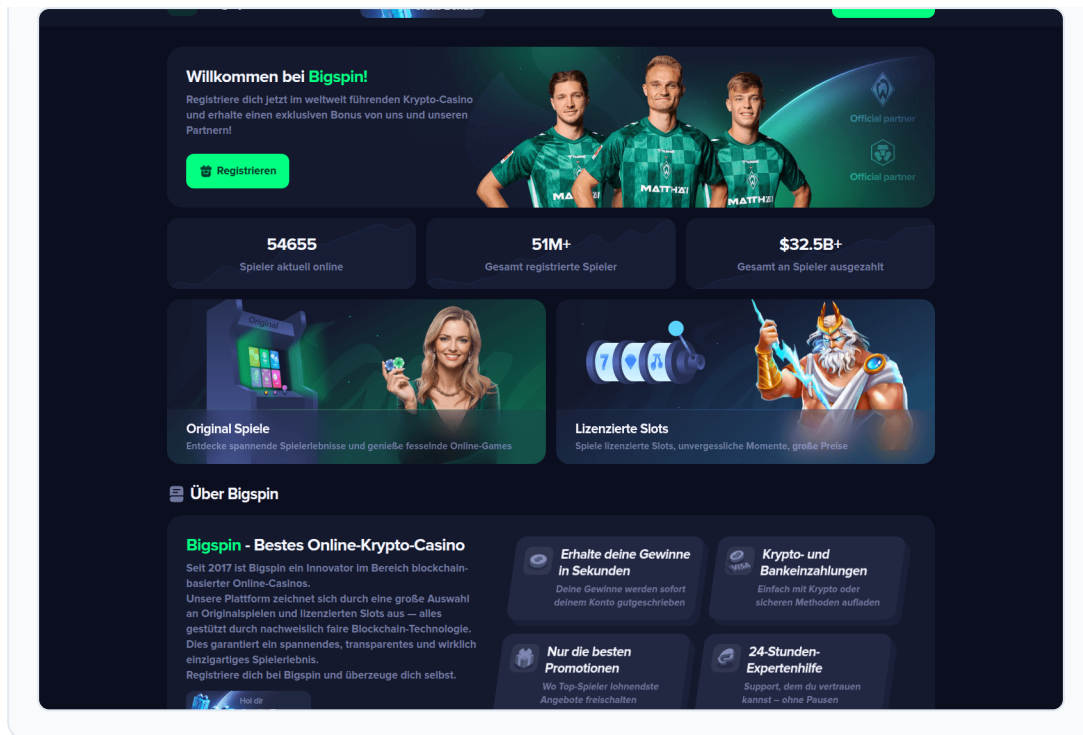 Willkommen bei Bigspin!
Registriere dich jetzt im weltweit führenden Krypto-Casino
und erhalte einen exklusiven Bonus von uns und unseren
Partnern!
Registrieren
MATTHÄI
MATTHÄI
MATTHÄI
Official partner
Official partner
54655
Spieler aktuell online
51M+
Gesamt registrierte Spieler
$32.5B+
Gesamt an Spieler ausgezahlt
Original
7
Original Spiele
Entdecke spannende Spielerlebnisse und genieße fesselnde Online-Games
Lizenzierte Slots
Spiele lizenzierte Slots, unvergessliche Momente, große Preise
Über Bigspin
Bigspin - Bestes Online-Krypto-Casino
Seit 2017 ist Bigspin ein Innovator im Bereich blockchain-
basierter Online-Casinos.
Unsere Plattform zeichnet sich durch eine große Auswahl
an Originalspielen und lizenzierten Slots aus — alles
gestützt durch nachweislich faire Blockchain-Technologie.
Dies garantiert ein spannendes, transparentes und wirklich
einzigartiges Spielerlebnis.
Registriere dich bei Bigspin und überzeuge dich selbst.
Hol dir
Erhalte deine Gewinne
in Sekunden
Deine Gewinne werden sofort
deinem Konto gutgeschrieben
VISA
Krypto- und
Bankeinzahlungen
Einfach mit Krypto oder
sicheren Methoden aufladen
Nur die besten
Promotionen
Wo Top-Spieler lohnendste
Angebote freischalten
24-Stunden-
Expertenhilfe
Support, dem du vertrauen
kannst – ohne Pausen